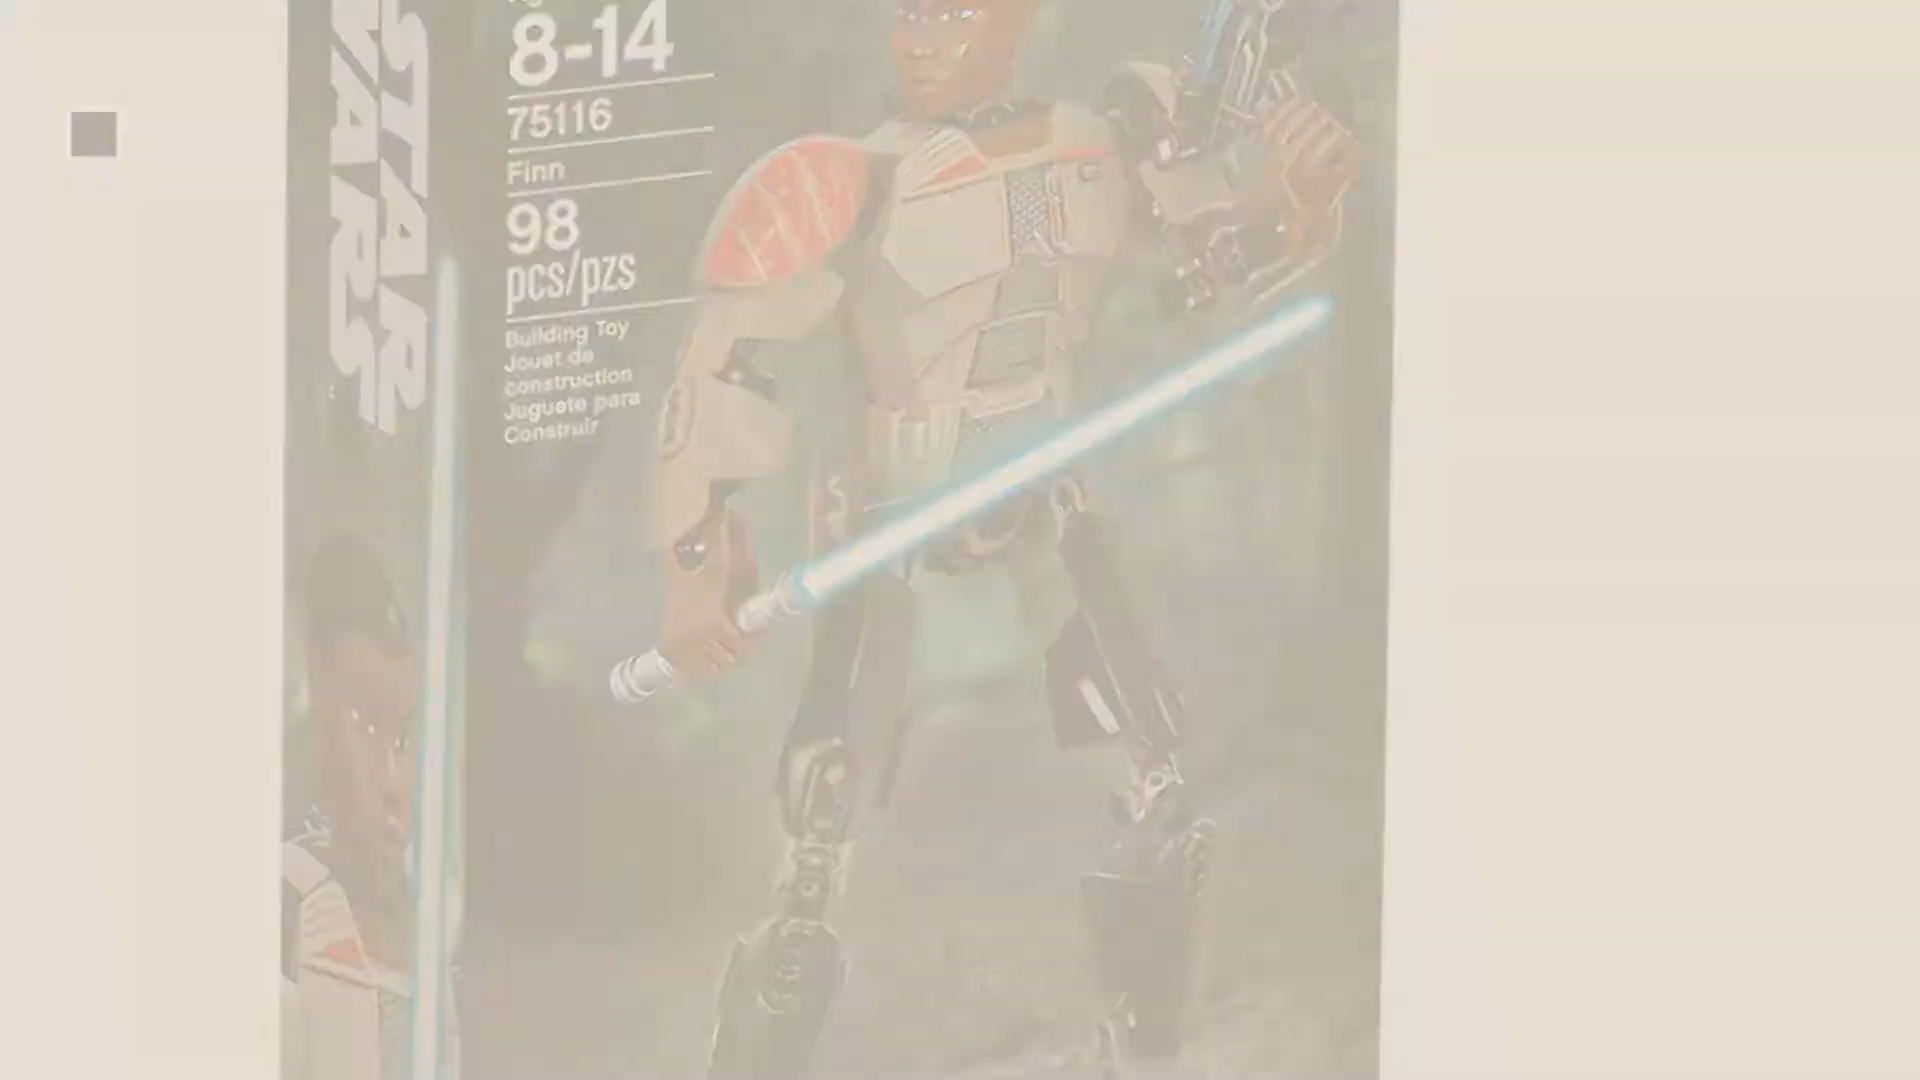 STAR
WARS
8-14
75116
Finn
98
pcs/pzs
Building Toy
Jouet de
construction
Juguete para
Construir